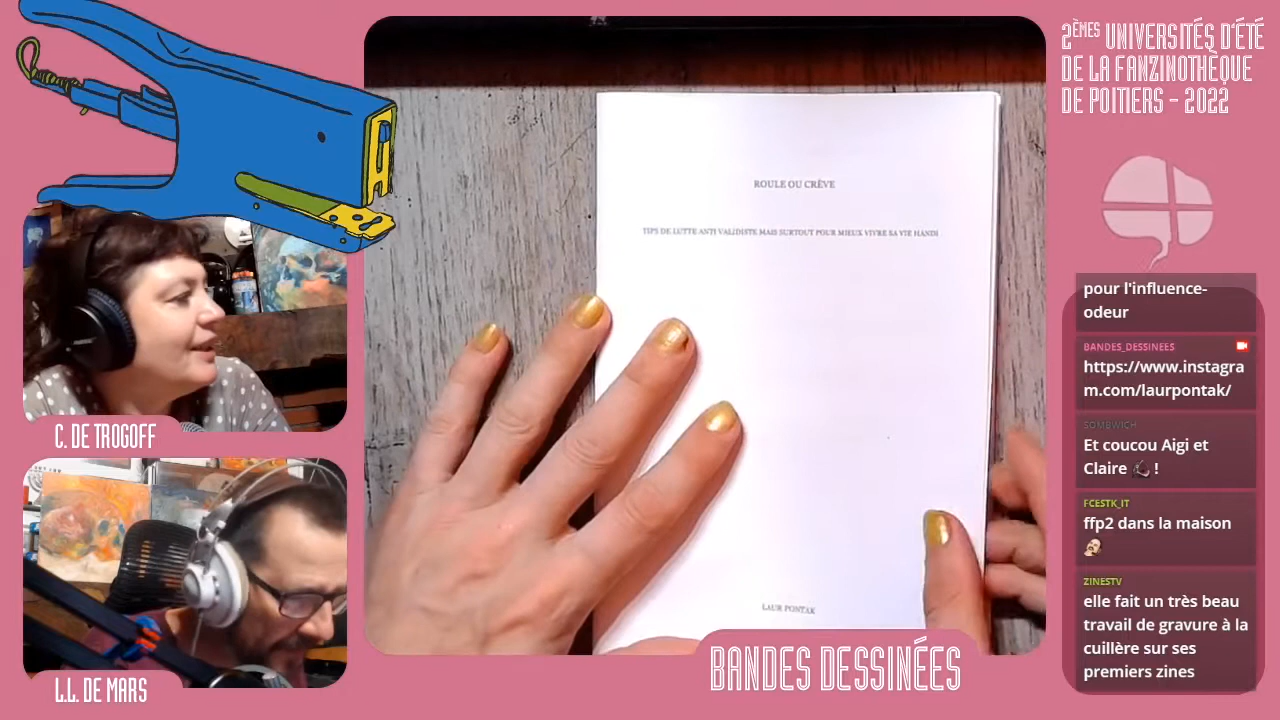 2ÈMES UNIVERSITÉS D'ÉTÉ
DE LA FANZINOTHÈQUE
DE POITIERS - 2022
ROULE OU CRÈVE
TIPS DE LUTTE ANTI VALIDISTE MAIS SURTOUT POUR MIEUX VIVRE SA VIE HANDI
LAUR PONTAK
C. DE TROGOFF
L.L. DE MARS
BANDES DESSINÉES
pour l'influence-
odeur
BANDES_DESSINEES
https://www.instagra
m.com/laurpontak/
SOMBWICH
Et coucou Aigi et
Claire !
FCESTK_IT
ffp2 dans la maison
ZINESTV
elle fait un très beau
travail de gravure à la
cuillère sur ses
premiers zines